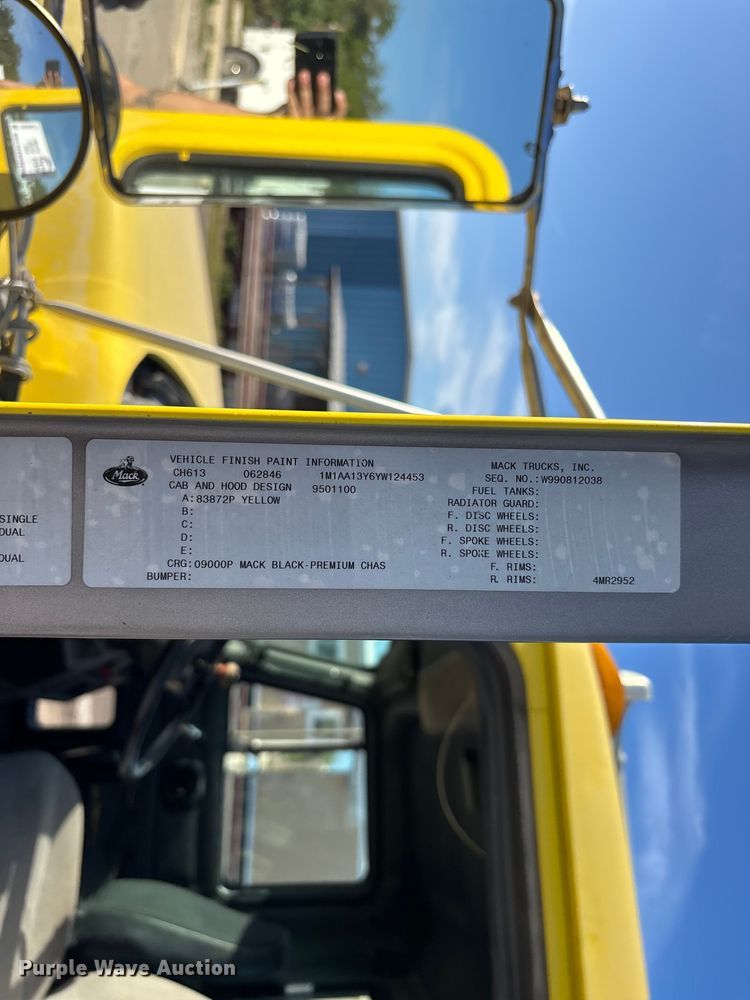 SINGLE
DUAL
DUAL
Mack
VEHICLE FINISH PAINT INFORMATION
CH613 062846 1M1AA13Y6YW124453
CAB AND HOOD DESIGN 9501100
A: 83872P YELLOW
B:
C:
D:
E:
CRG: 09000P MACK BLACK-PREMIUM CHAS
BUMPER:
MACK TRUCKS, INC.
SEQ. NO.: W990812038
FUEL TANKS:
RADIATOR GUARD:
F. DISC WHEELS:
R. DISC WHEELS:
F. SPOKE WHEELS:
R. SPOKE WHEELS:
F. RIMS:
R. RIMS:
4MR2952
Purple Wave Auction